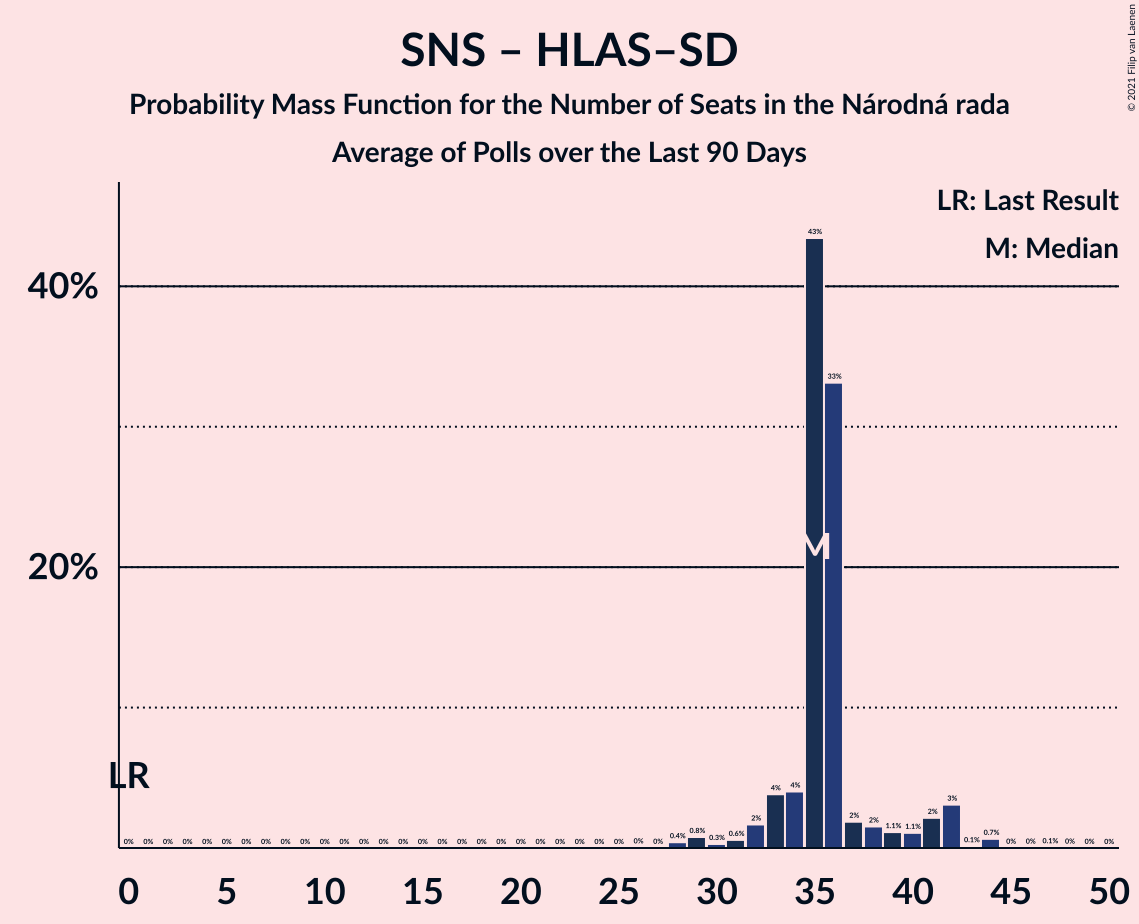 © 2021 Filip van Laenen
SNS – HLAS–SD
Probability Mass Function for the Number of Seats in the Národná rada
Average of Polls over the Last 90 Days
LR: Last Result
M: Median
40%
20%
43%
33%
M
LR
0% 0% 0% 0% 0% 0% 0% 0% 0% 0% 0% 0% 0% 0% 0% 0% 0% 0% 0% 0% 0% 0% 0% 0% 0% 0% 0% 0% 0.4% 0.8% 0.3% 0.6% 2% 4% 4% 2% 2% 1.1% 1.1% 2% 3% 0.1% 0.7% 0% 0% 0.1% 0% 0% 0%
0 5 10 15 20 25 30 35 40 45 50